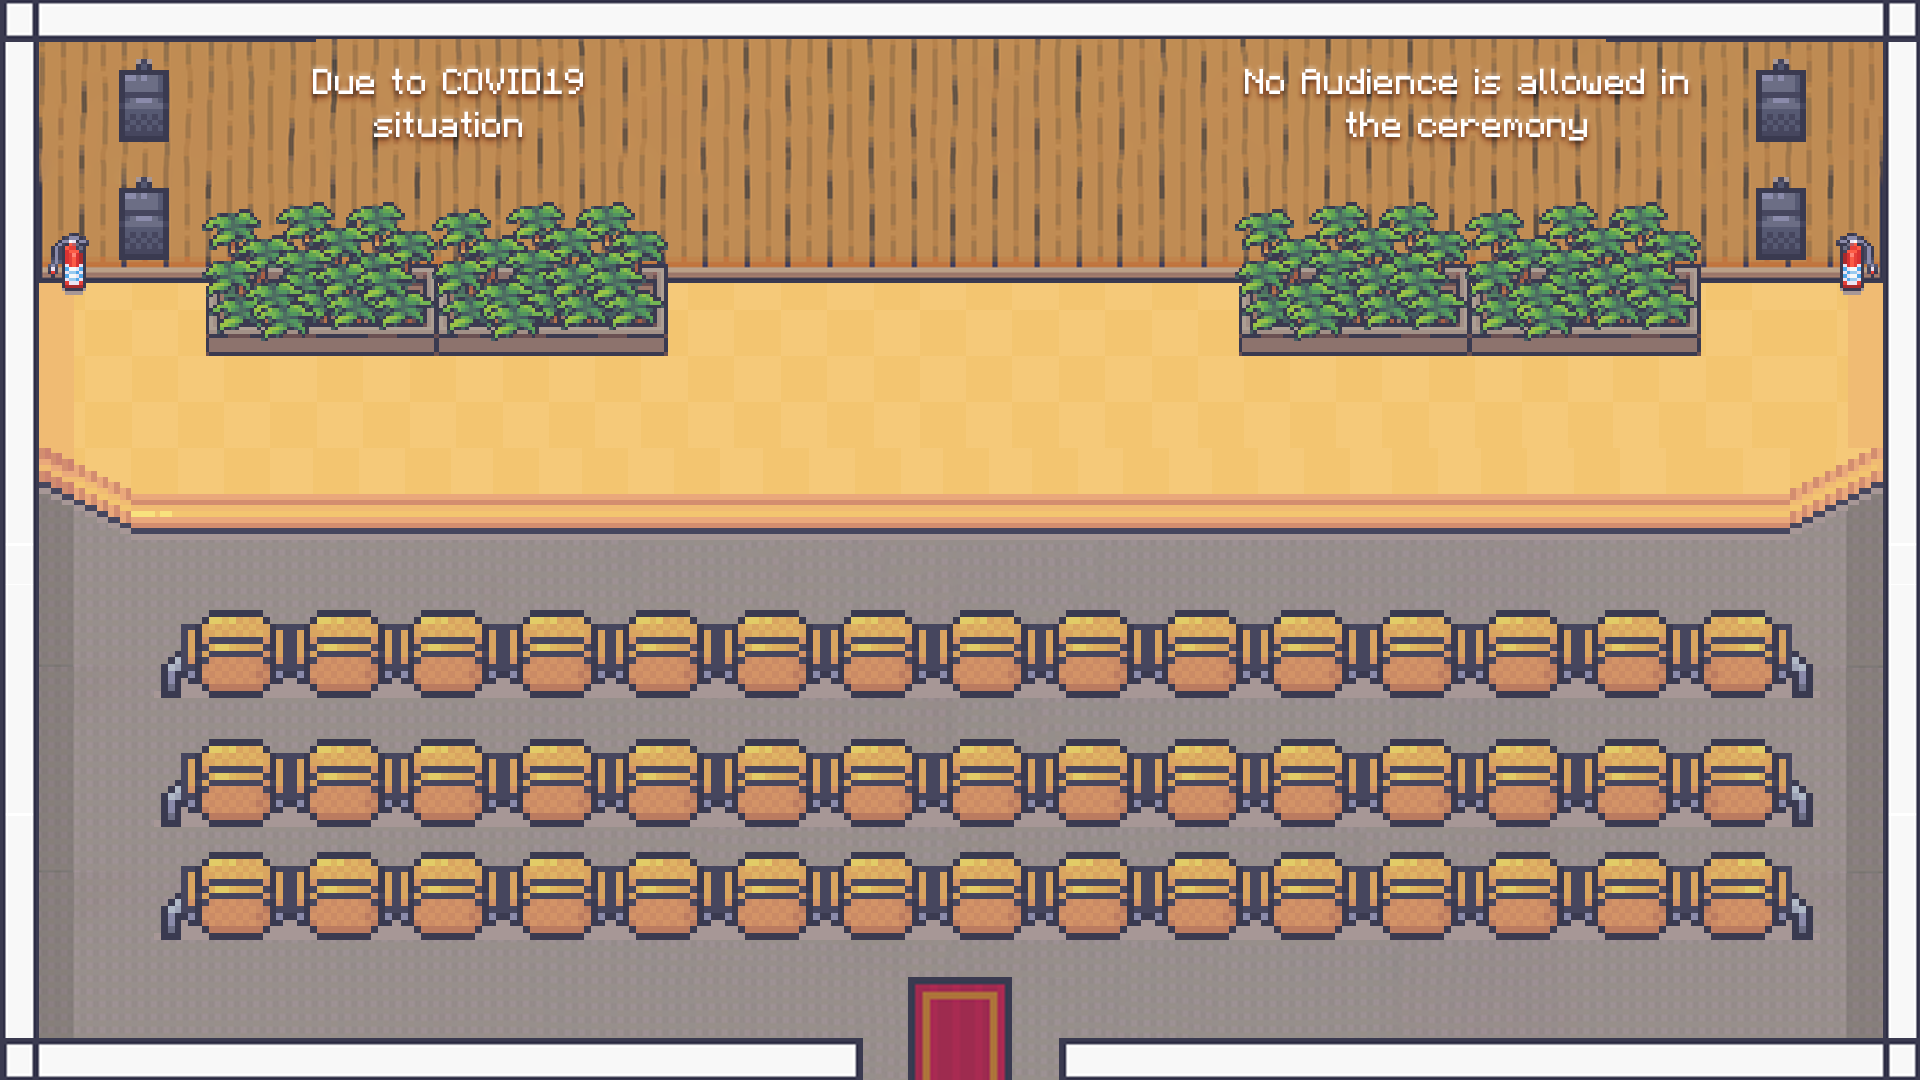 Due to COVID19
situation
No Audience is allowed in
the ceremony